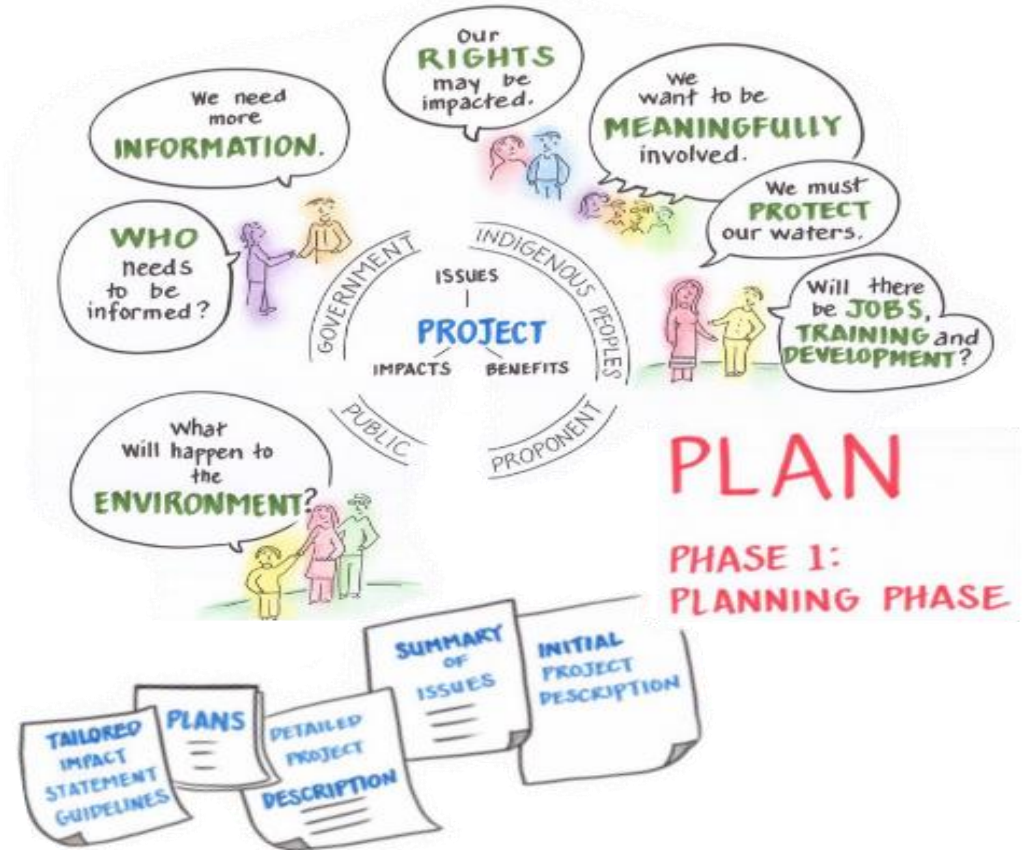 Our
RIGHTS
may be
impacted.
We
want to be
MEANINGFULLY
involved.
We need
more
INFORMATION.
We must
PROTECT
our waters.
WHO
needs
to be
informed?
Will there
be JOBS,
TRAINING and
DEVELOPMENT?
GOVERNMENT
INDIGENOUS PEOPLES
ISSUES
PROJECT
IMPACTS
BENEFITS
PUBLIC
PROPONENT
What
will happen to
the
ENVIRONMENT?
PLAN
PHASE 1:
PLANNING PHASE
TAILORED
IMPACT
STATEMENT
GUIDELINES
PLANS
DETAILED
PROJECT
DESCRIPTION
SUMMARY
OF
ISSUES
INITIAL
PROJECT
DESCRIPTION